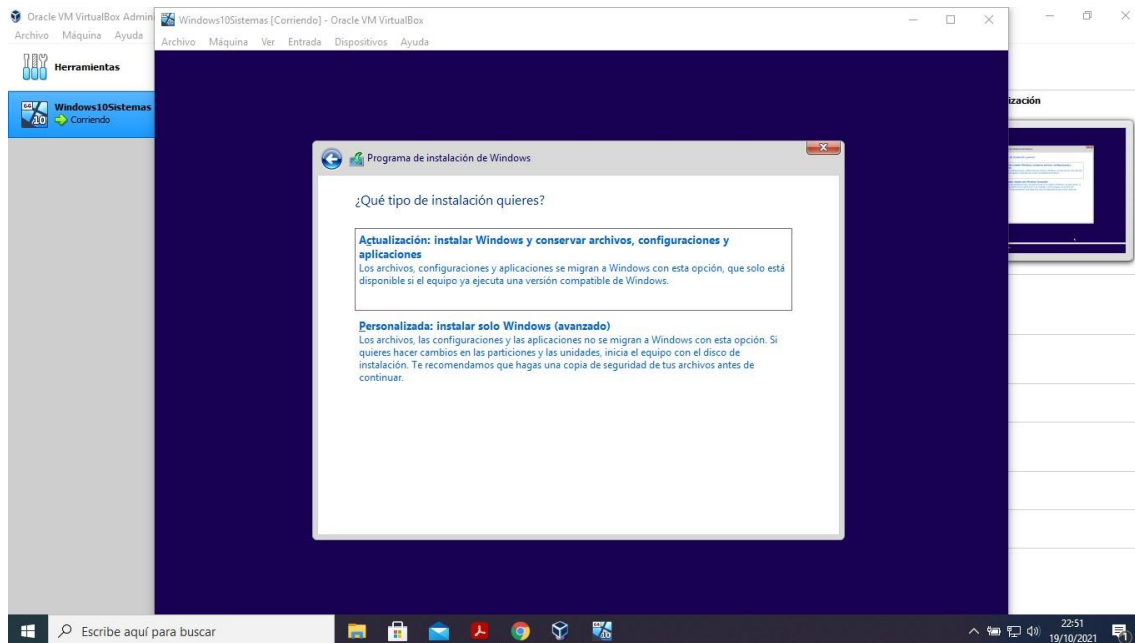 Oracle VM VirtualBox Admin
Archivo Máquina Ayuda
Herramientas
64
10
Windows10Sistemas
Corriendo
Windows10Sistemas [Corriendo] - Oracle VM VirtualBox
Archivo Máquina Ver Entrada Dispositivos Ayuda
ización
Programa de instalación de Windows
¿Qué tipo de instalación quieres?
Actualización: instalar Windows y conservar archivos, configuraciones y
aplicaciones
Los archivos, configuraciones y aplicaciones se migran a Windows con esta opción, que solo está
disponible si el equipo ya ejecuta una versión compatible de Windows.
Personalizada: instalar solo Windows (avanzado)
Los archivos, las configuraciones y las aplicaciones no se migran a Windows con esta opción. Si
quieres hacer cambios en las particiones y las unidades, inicia el equipo con el disco de
instalación. Te recomendamos que hagas una copia de seguridad de tus archivos antes de
continuar.
Escribe aquí para buscar
22:51
19/10/2021